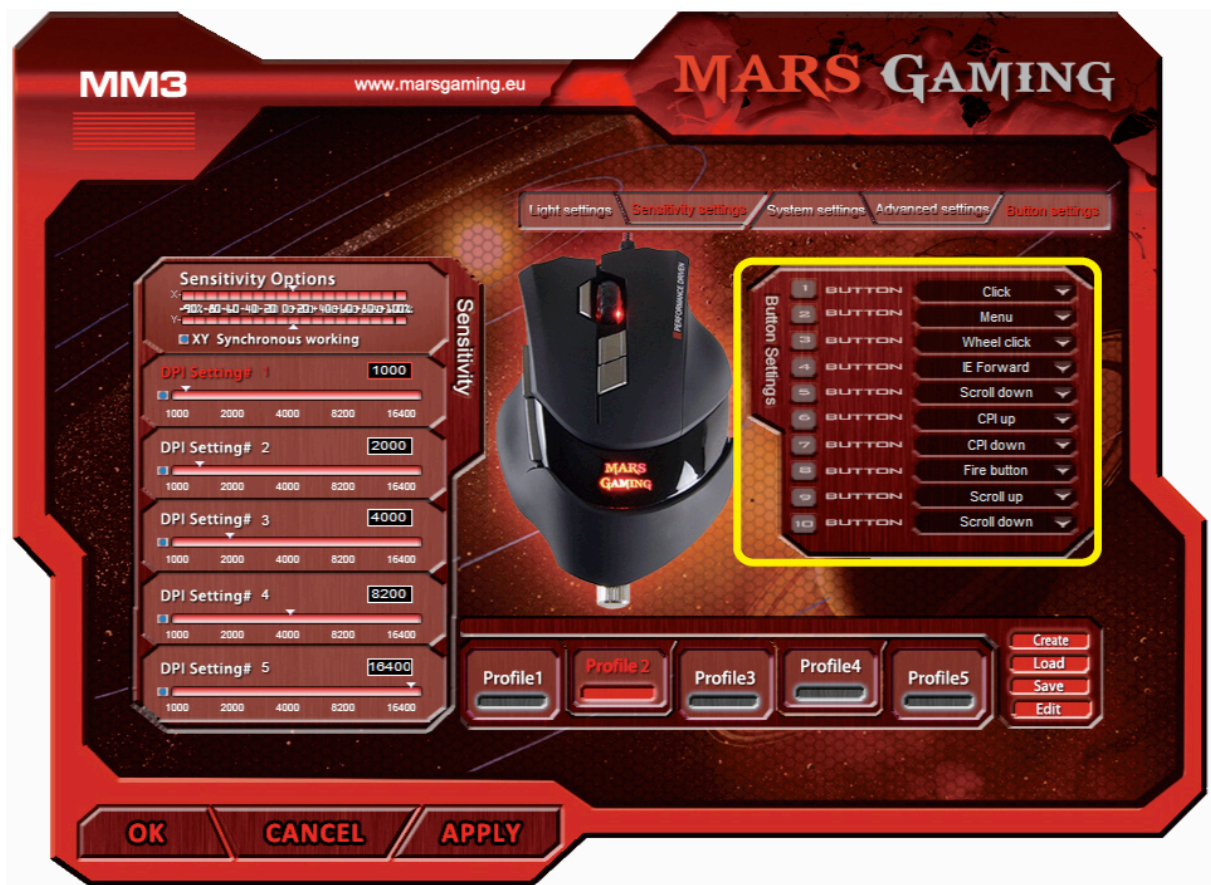 MM3
www.marsgaming.eu
MARS GAMING
Light settings Sensitivity settings System settings Advanced settings Button settings
Sensitivity Options
X-
Y-
XY Synchronous working
Sensitivity
DPI Setting# 1 1000
1000 2000 4000 8200 16400
DPI Setting# 2 2000
1000 2000 4000 8200 16400
DPI Setting# 3 4000
1000 2000 4000 8200 16400
DPI Setting# 4 8200
1000 2000 4000 8200 16400
DPI Setting# 5 16400
1000 2000 4000 8200 16400
PERFORMANCE DRIVEN
MARS
GAMING
Button Settings
1 BUTTON Click
2 BUTTON Menu
3 BUTTON Wheel click
4 BUTTON IE Forward
5 BUTTON Scroll down
6 BUTTON CPI up
7 BUTTON CPI down
8 BUTTON Fire button
9 BUTTON Scroll up
10 BUTTON Scroll down
Profile1 Profile 2 Profile3 Profile4 Profile5
Create
Load
Save
Edit
OK CANCEL APPLY